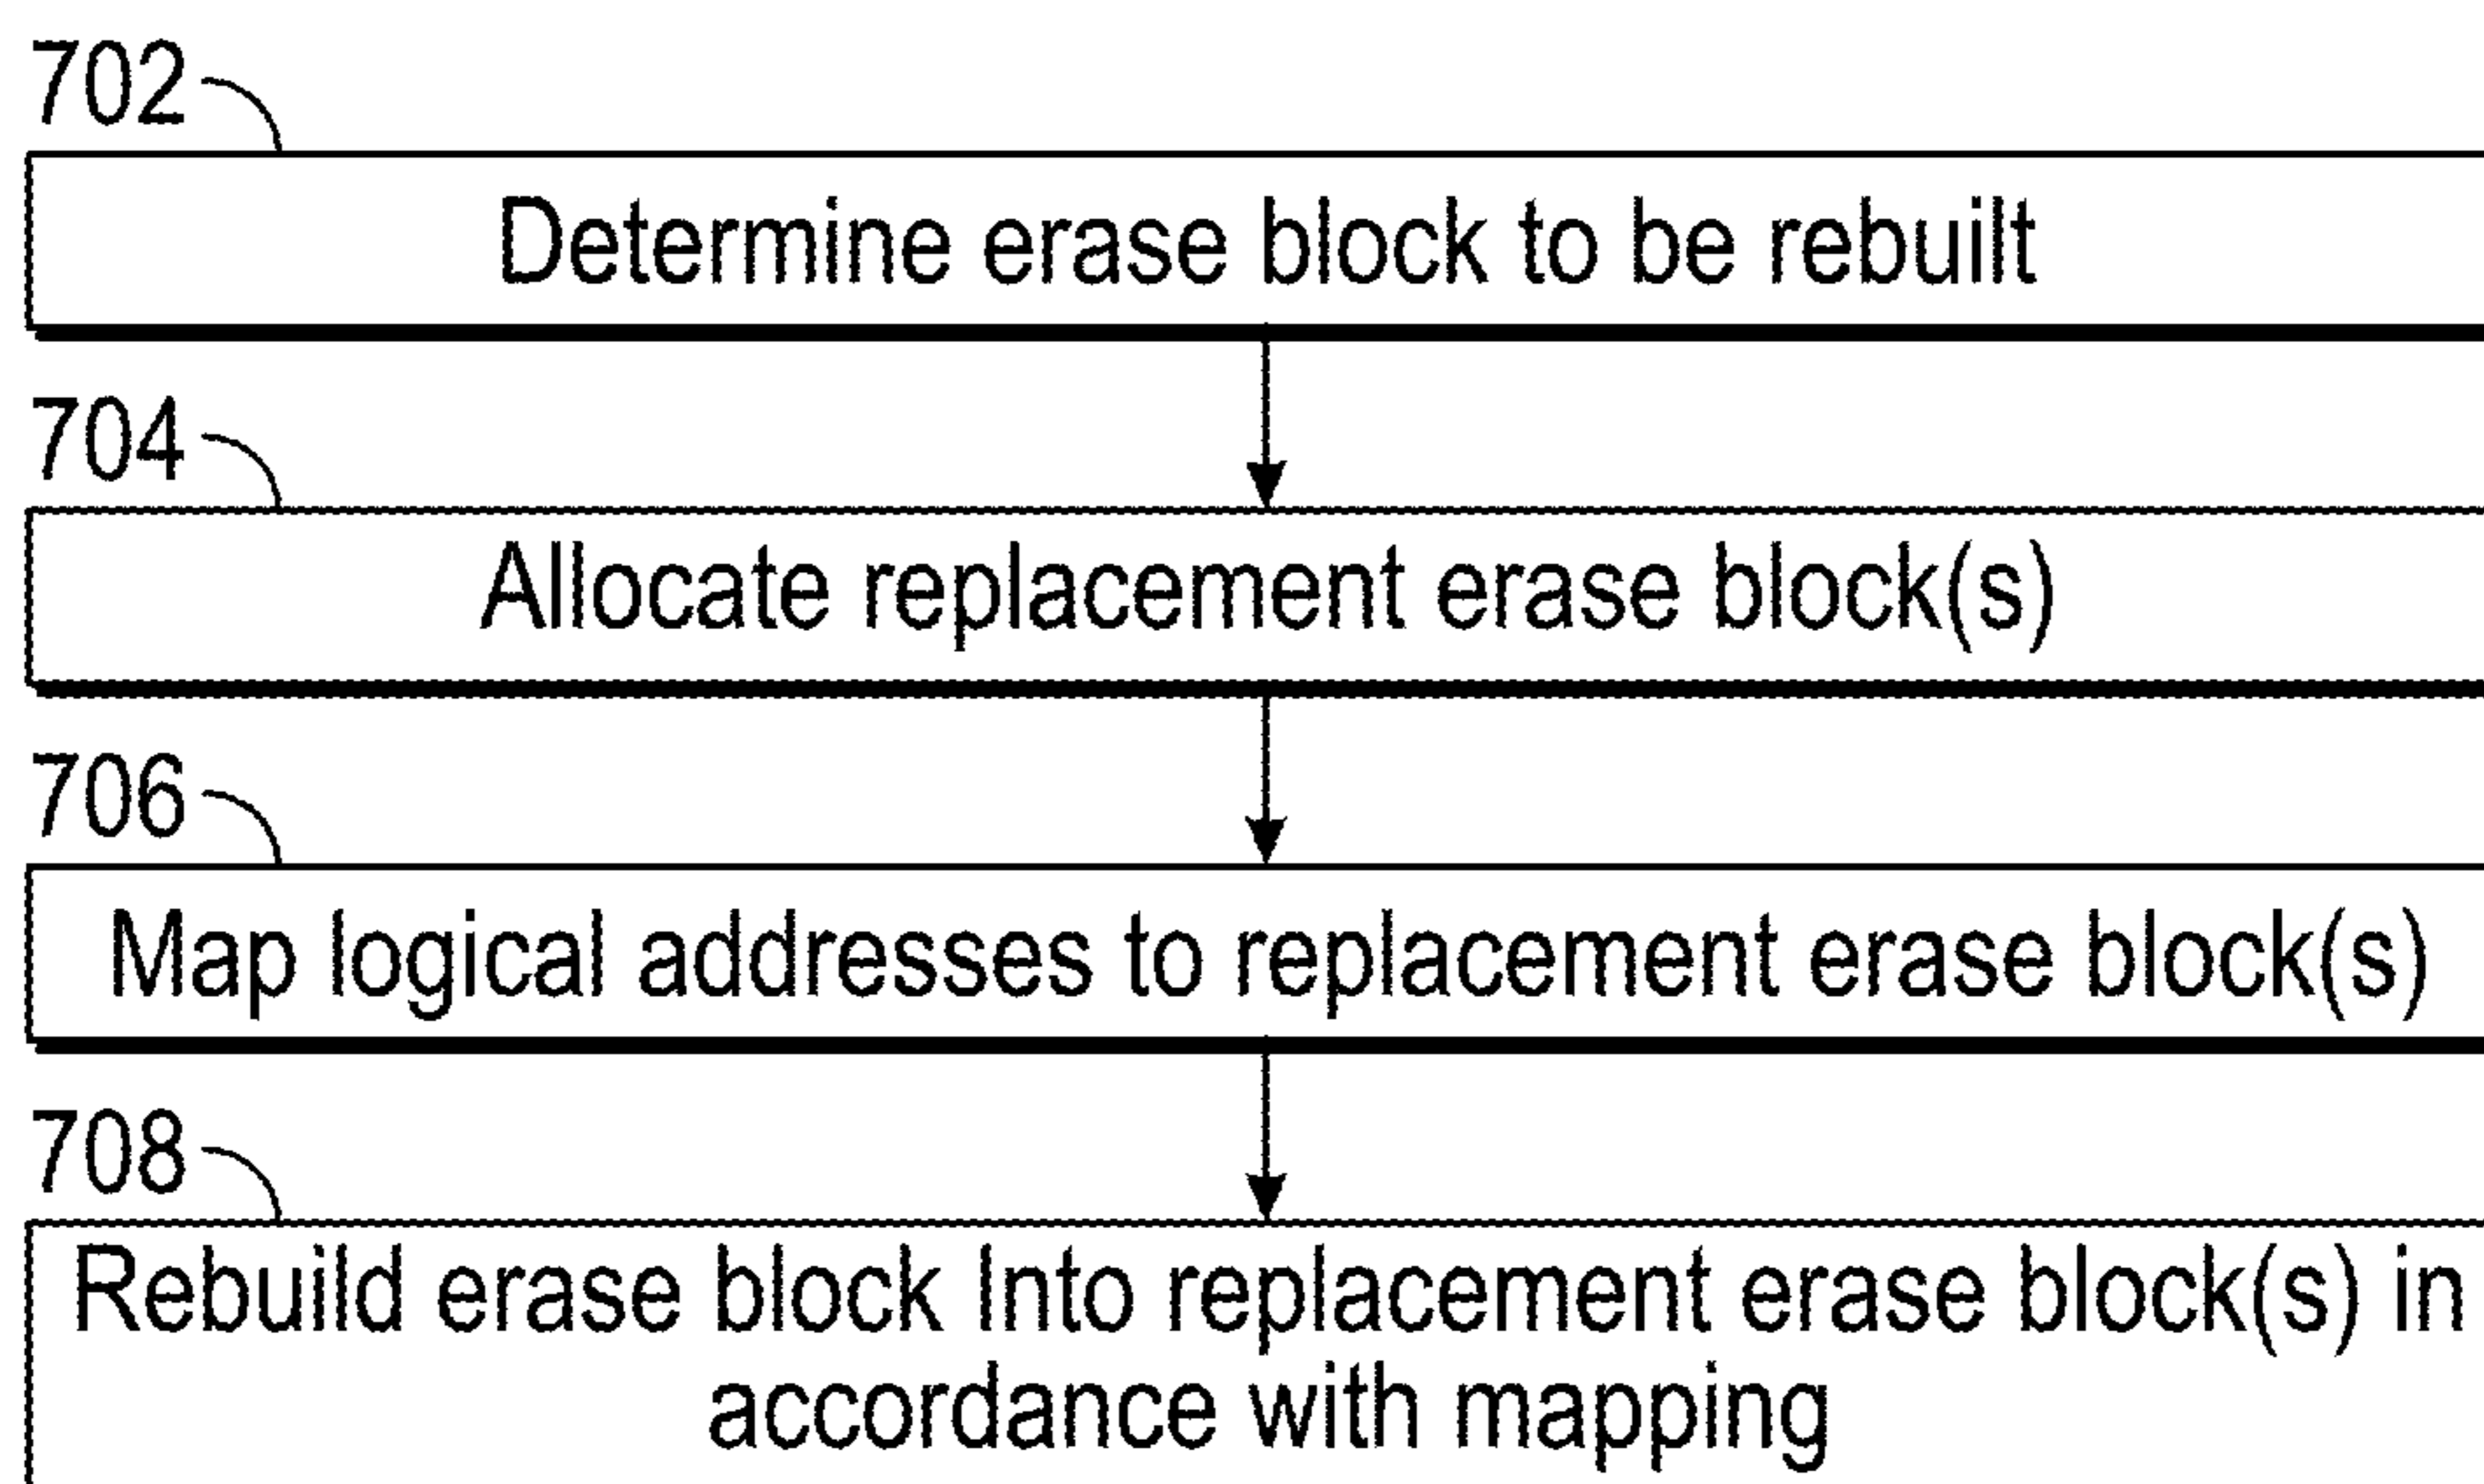 702
Determine erase block to be rebuilt
704
Allocate replacement erase block(s)
706
Map logical addresses to replacement erase block(s)
708
Rebuild erase block Into replacement erase block(s) in
accordance with mapping